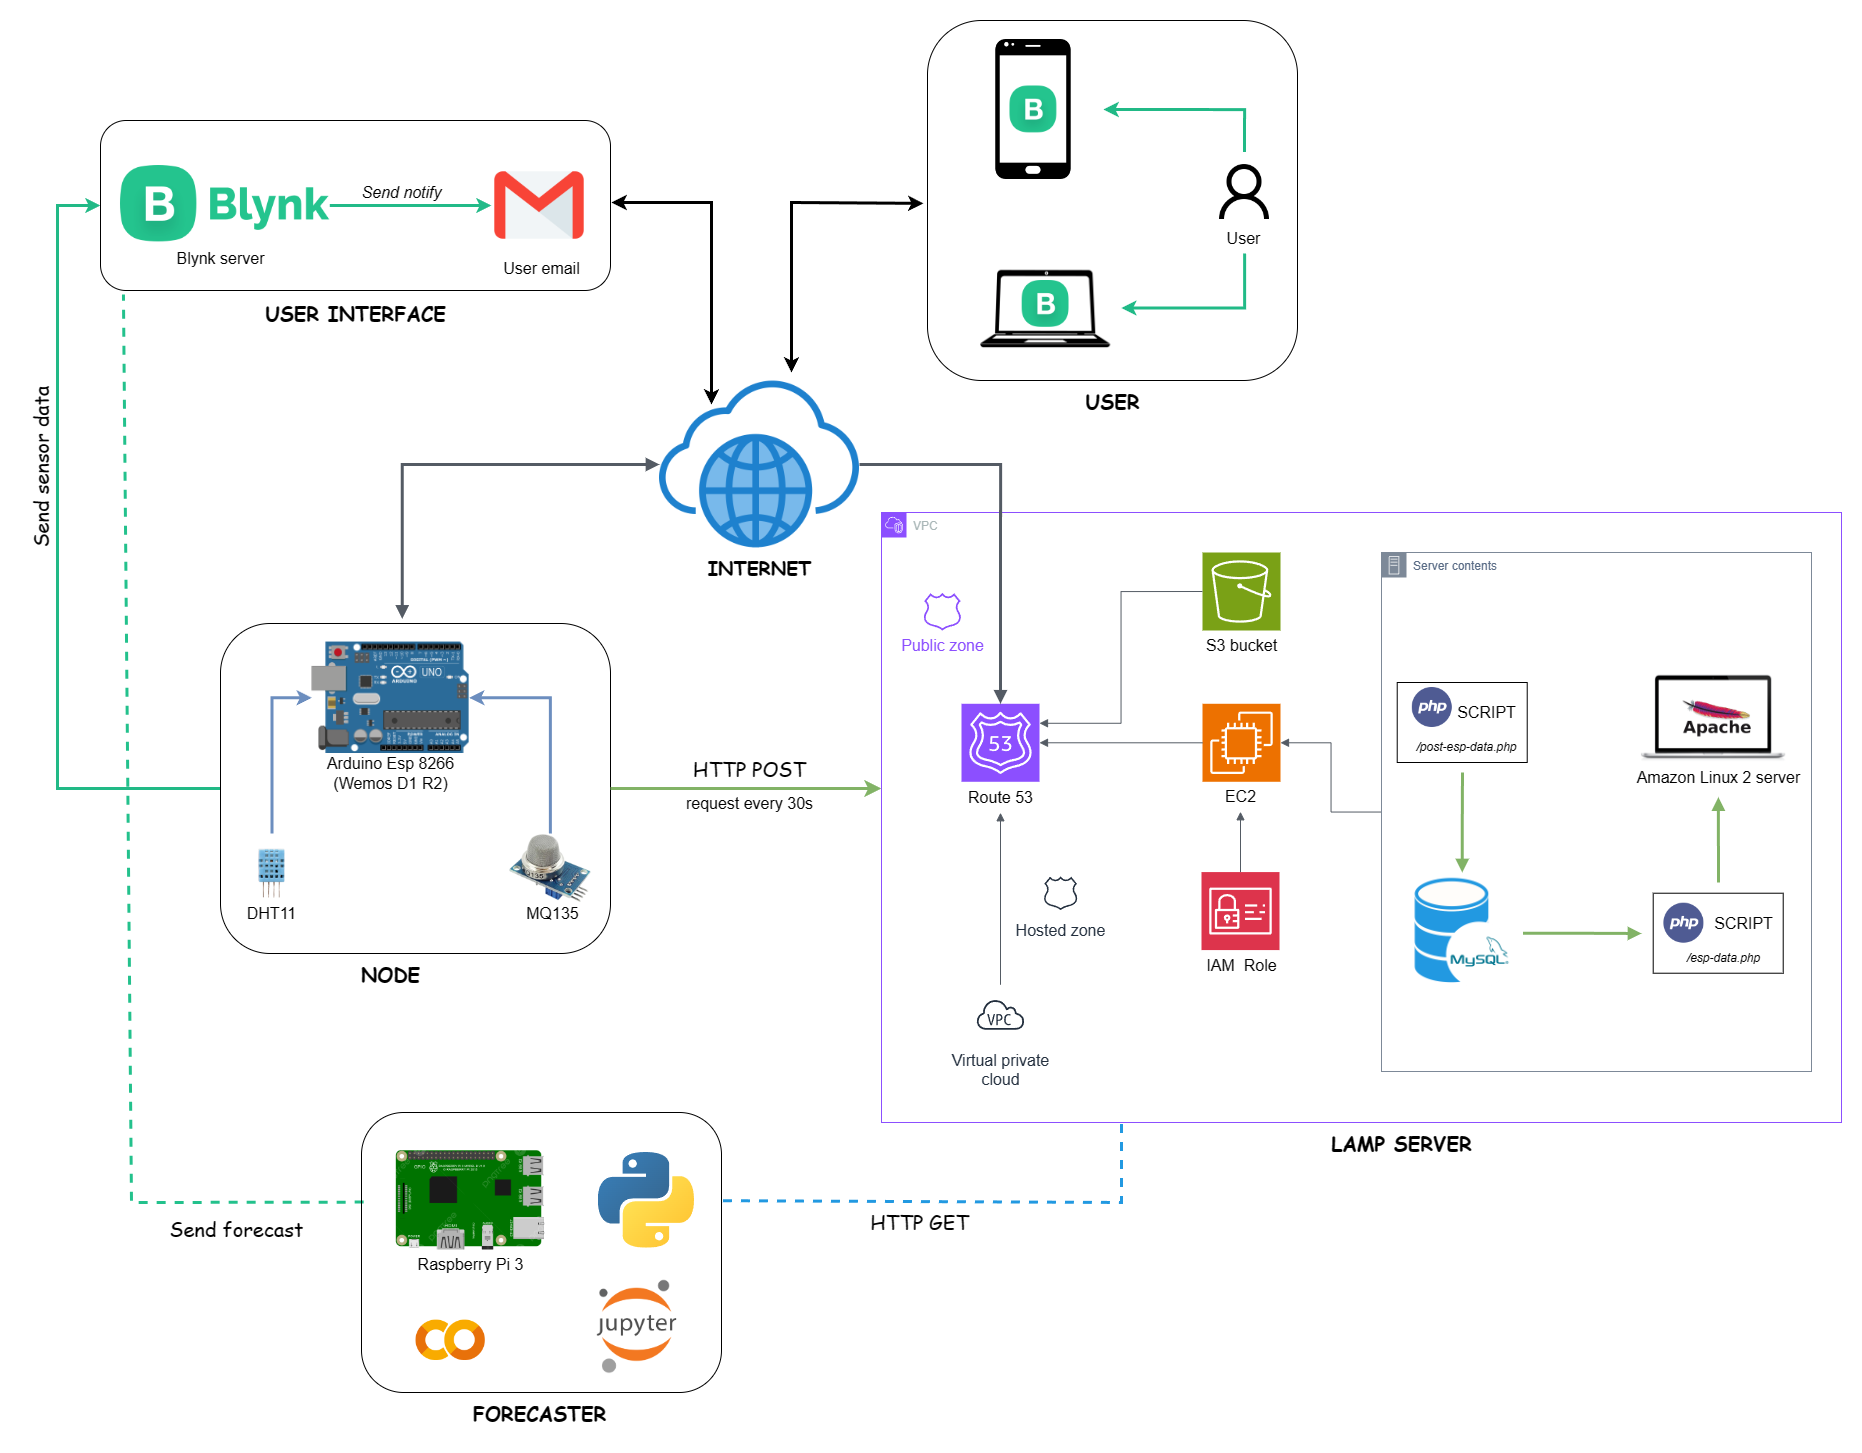 B
Blynk
Send notify
Blynk server
User email
USER INTERFACE
B
B
User
USER
Send sensor data
INTERNET
VPC
Public zone
S3 bucket
Server contents
53
Route 53
EC2
Hosted zone
IAM Role
VPC
Virtual private
cloud
php
SCRIPT
/post-esp-data.php
Apache
Amazon Linux 2 server
MySQL
php
SCRIPT
/esp-data.php
LAMP SERVER
UNO
ARDUINO
Arduino Esp 8266
(Wemos D1 R2)
DHT11
MQ135
NODE
HTTP POST
request every 30s
Send forecast
Raspberry Pi 3
jupyter
HTTP GET
FORECASTER